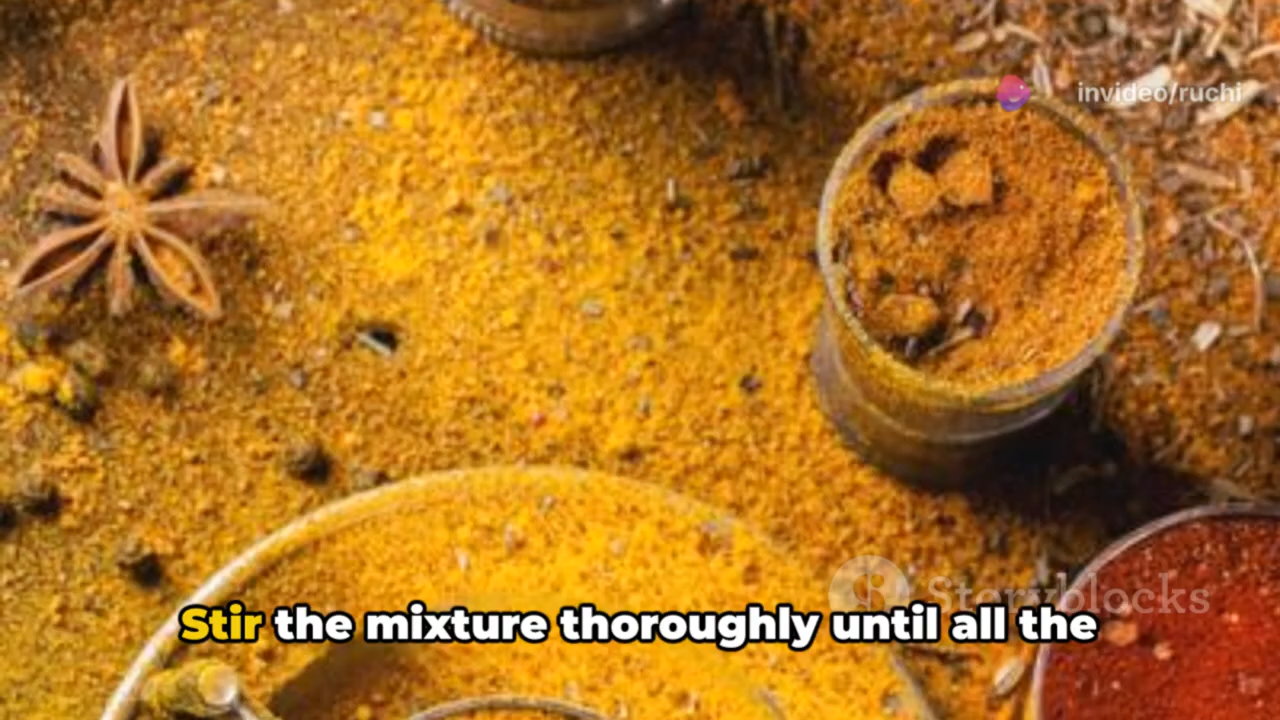 invideo/ruchi
Storyblocks
Stir the mixture thoroughly until all the